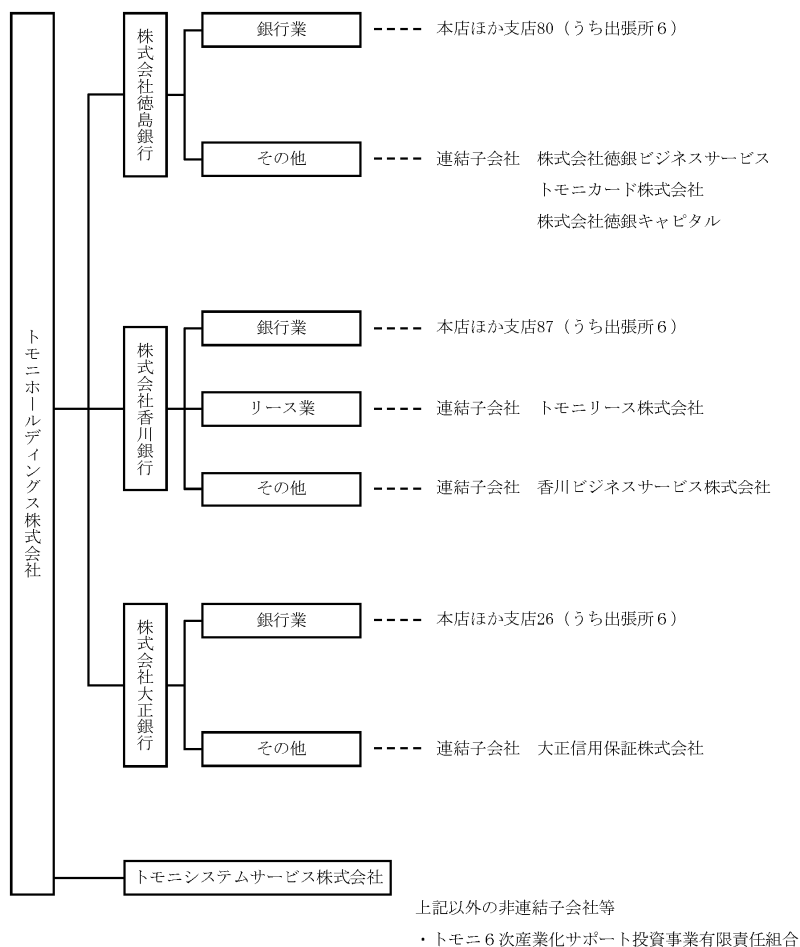 トモニホールディングス株式会社
株式会社徳島銀行
銀行業
本店ほか支店80（うち出張所６）
その他
連結子会社　株式会社徳銀ビジネスサービス
トモニカード株式会社
株式会社徳銀キャピタル
株式会社香川銀行
銀行業
本店ほか支店87（うち出張所６）
リース業
連結子会社　トモニリース株式会社
その他
連結子会社　香川ビジネスサービス株式会社
株式会社大正銀行
銀行業
本店ほか支店26（うち出張所６）
その他
連結子会社　大正信用保証株式会社
トモニシステムサービス株式会社
上記以外の非連結子会社等
・トモニ６次産業化サポート投資事業有限責任組合